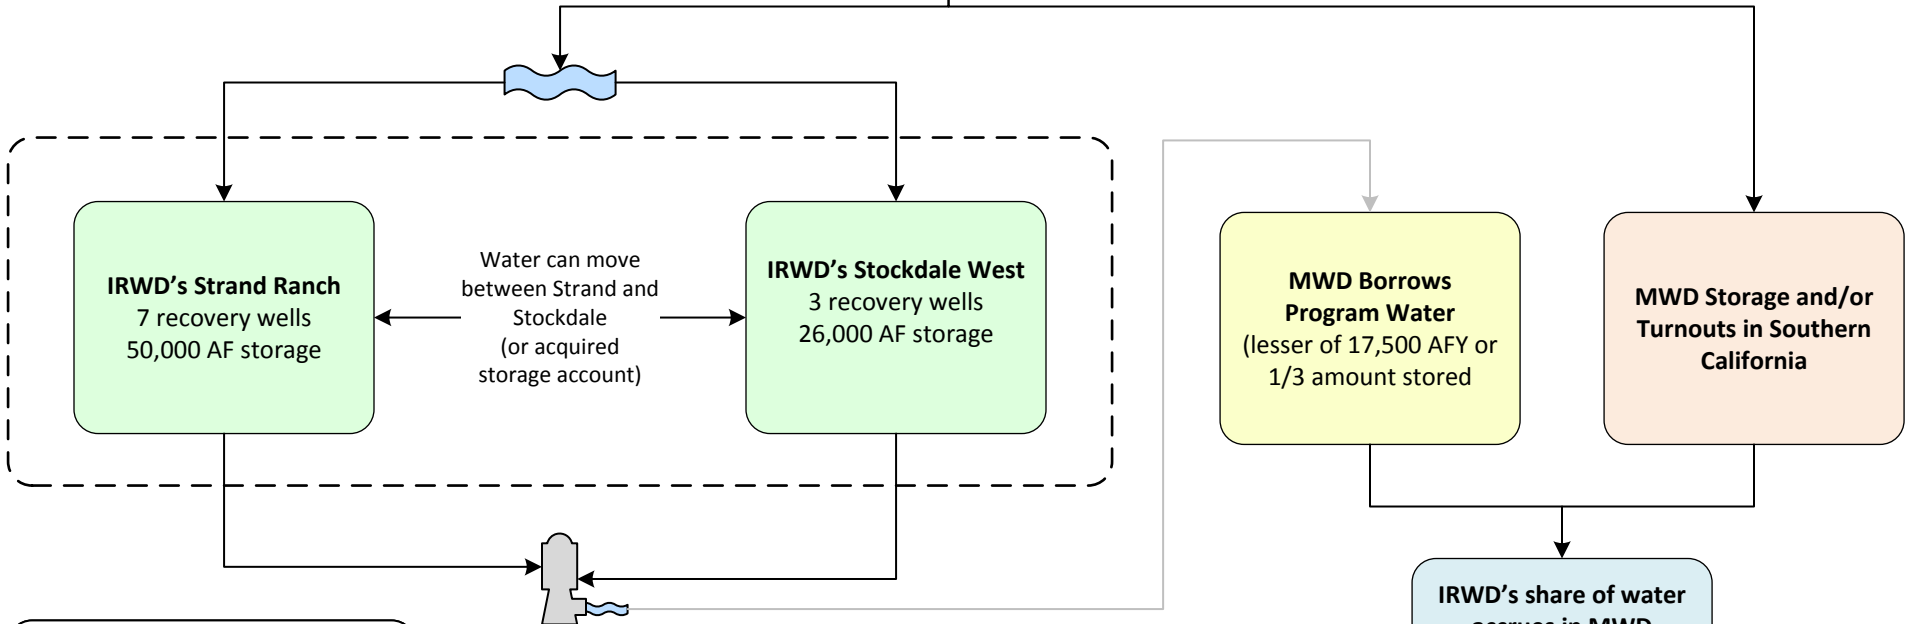 IRWD’s Strand Ranch
7 recovery wells
50,000 AF storage
Water can move
between Strand and
Stockdale
(or acquired
storage account)
IRWD’s Stockdale West
3 recovery wells
26,000 AF storage
MWD Borrows
Program Water
(lesser of 17,500 AFY or
1/3 amount stored
MWD Storage and/or
Turnouts in Southern
California
IRWD’s share of water
accrues in MWD